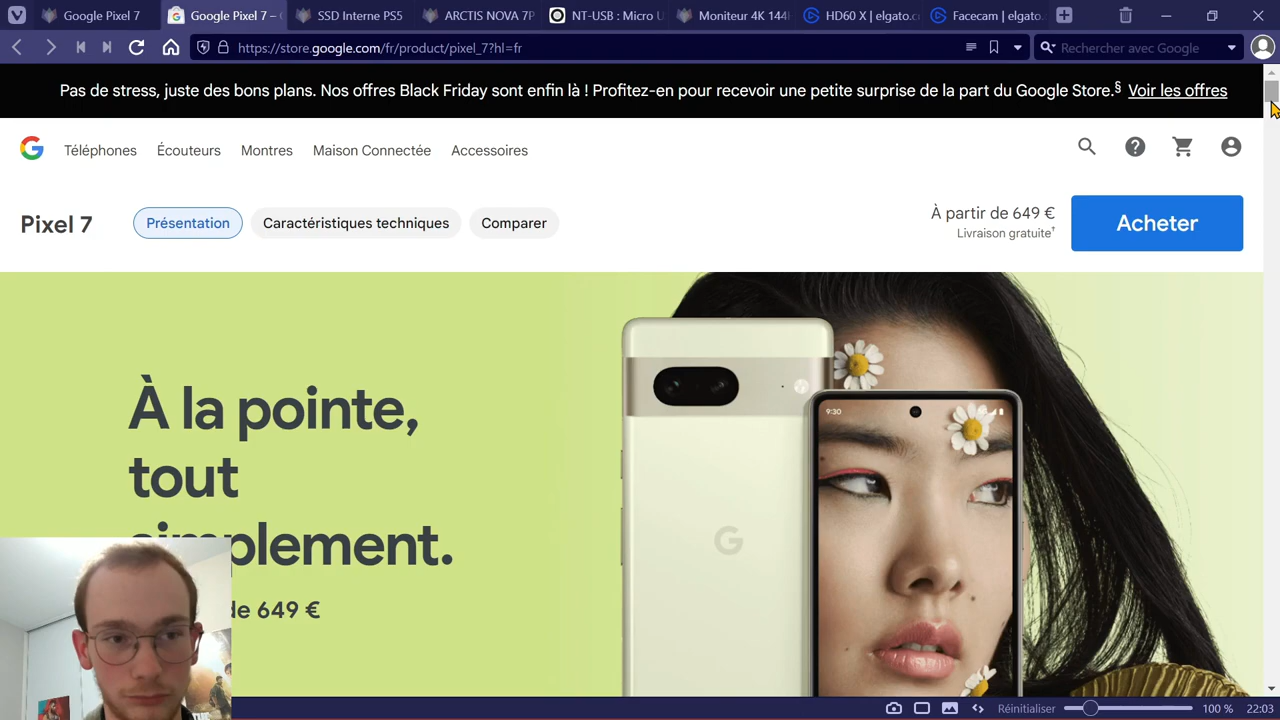 Google Pixel 7
Google Pixel 7 – 
SSD Interne PS5
ARCTIS NOVA 7P
NT-USB : Micro U
Moniteur 4K 144
HD60 X | elgato.c
Facecam | elgato.
https://store.google.com/fr/product/pixel_7?hl=fr
Rechercher avec Google
Pas de stress, juste des bons plans. Nos offres Black Friday sont enfin là ! Profitez-en pour recevoir une petite surprise de la part du Google Store.§ Voir les offres
Téléphones
Écouteurs
Montres
Maison Connectée
Accessoires
Pixel 7
Présentation
Caractéristiques techniques
Comparer
À partir de 649 €
Livraison gratuite†
Acheter
À la pointe,
tout
simplement.
de 649 €
9:30
G
Réinitialiser
100 %
22:03